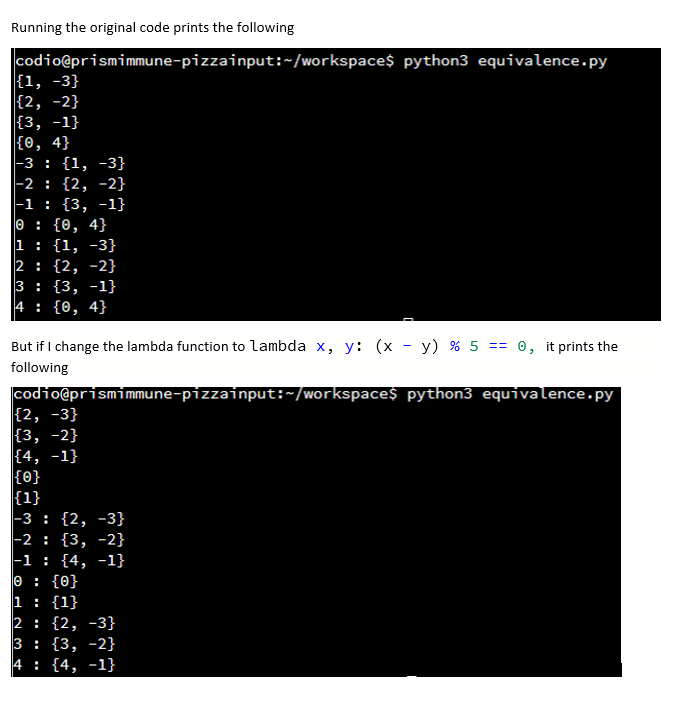 Running the original code prints the following
codio@prismimmune-pizzainput:~/workspace$ python3 equivalence.py
{1, -3}
{2, -2}
{3, -1}
{0, 4}
-3 : {1, -3}
-2 : {2, -2}
-1 : {3, -1}
0 : {0, 4}
1 : {1, -3}
2 : {2, -2}
3 : {3, -1}
4 : {0, 4}
But if I change the lambda function to lambda x, y: (x - y) % 5 == 0, it prints the
following
codio@prismimmune-pizzainput:~/workspace$ python3 equivalence.py
{2, -3}
{3, -2}
{4, -1}
{0}
{1}
-3 : {2, -3}
-2 : {3, -2}
-1 : {4, -1}
0 : {0}
1 : {1}
2 : {2, -3}
3 : {3, -2}
4 : {4, -1}